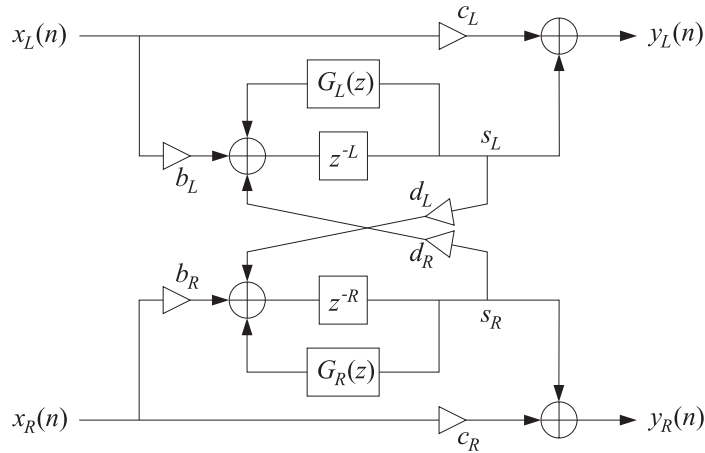 c_L
x_L(n)
y_L(n)
G_L(z)
s_L
z^{-L}
b_L
d_L
d_R
b_R
z^{-R}
s_R
G_R(z)
x_R(n)
y_R(n)
c_R